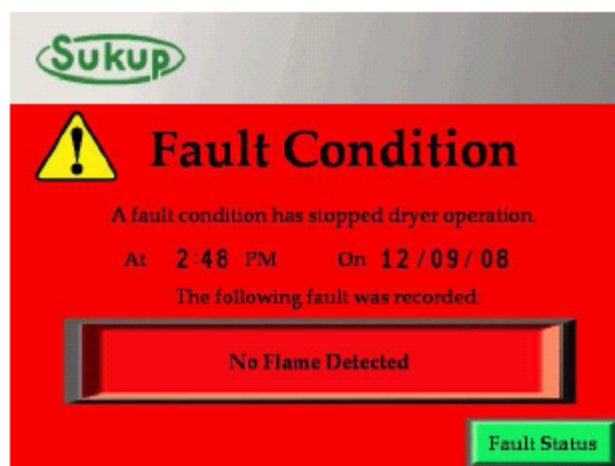 Sukup
Fault Condition
A fault condition has stopped dryer operation.
At 2:48 PM On 12/09/08
The following fault was recorded:
No Flame Detected
Fault Status